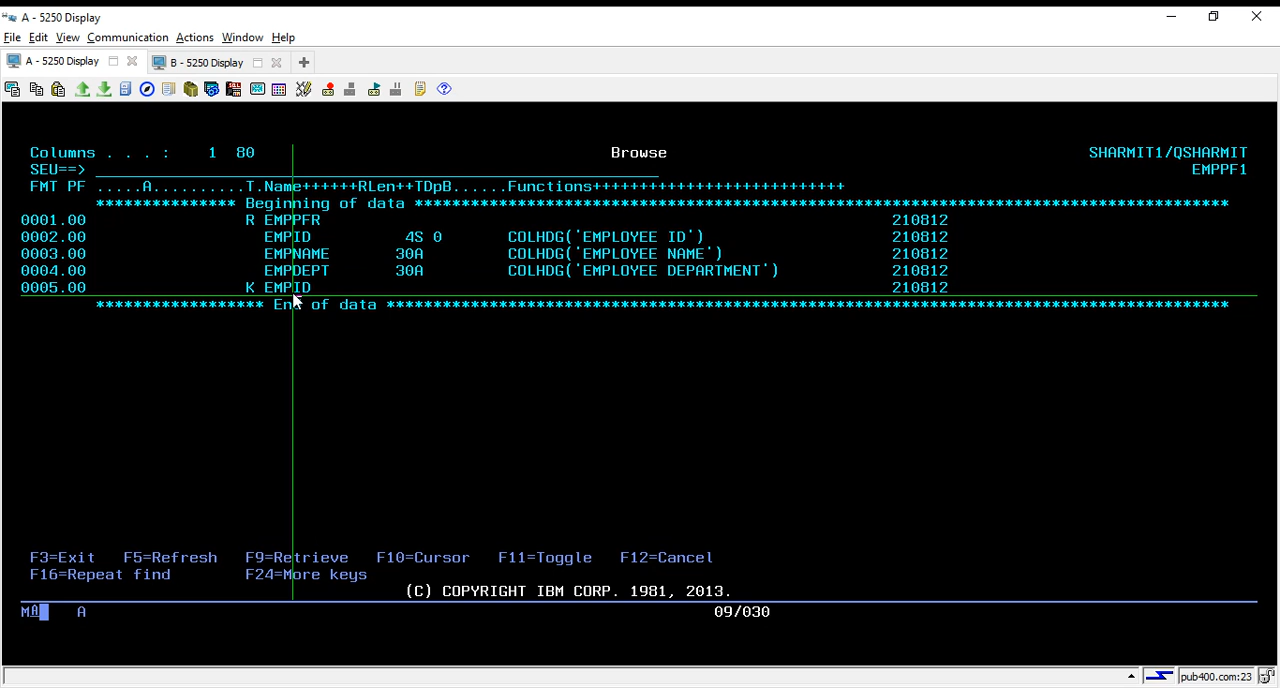 A - 5250 Display
File Edit View Communication Actions Window Help
A - 5250 Display B - 5250 Display
Columns . . . : 1 80 Browse SHARMIT1/QSHARMIT
SEU==> EMPPF1
FMT PF .....A..........T.Name++++++RLen++TDpB......Functions+++++++++++++++++++++++++++
*************** Beginning of data ***************************************************************************************
0001.00 R EMPPFR 210812
0002.00 EMPID 4S 0 COLHDG('EMPLOYEE ID') 210812
0003.00 EMPNAME 30A COLHDG('EMPLOYEE NAME') 210812
0004.00 EMPDEPT 30A COLHDG('EMPLOYEE DEPARTMENT') 210812
0005.00 K EMPID 210812
****************** End of data ******************************************************************************************
F3=Exit F5=Refresh F9=Retrieve F10=Cursor F11=Toggle F12=Cancel
F16=Repeat find F24=More keys
(C) COPYRIGHT IBM CORP. 1981, 2013.
MA A 09/030
pub400.com:23